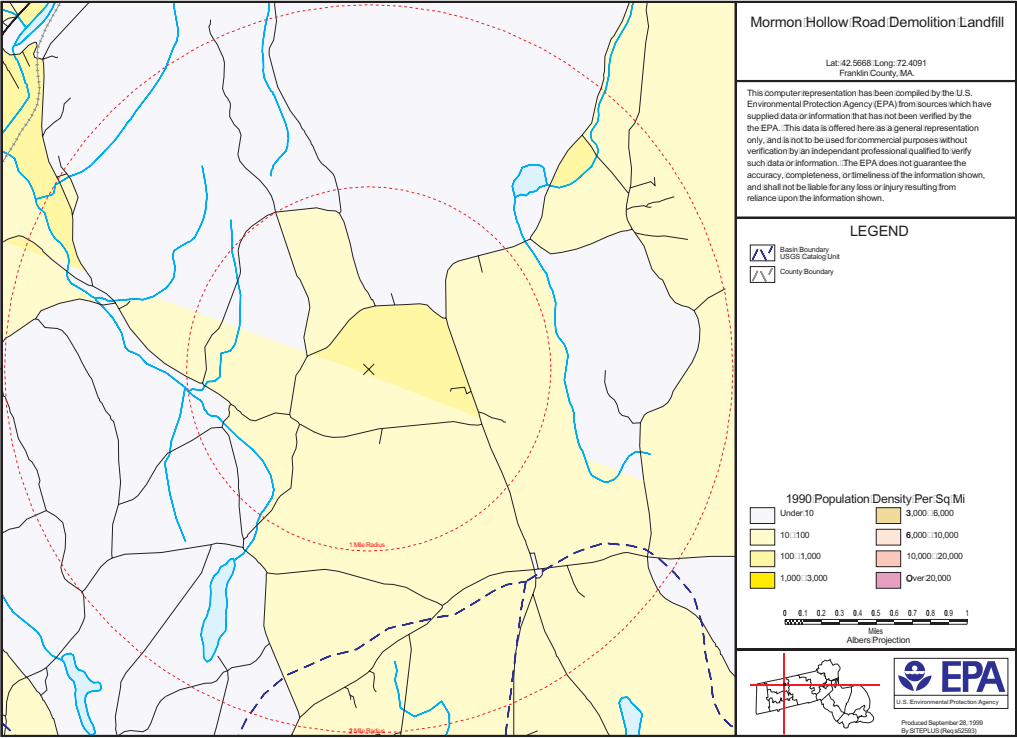 Mormon Hollow Road Demolition Landfill
Lat: 42.5668 Long: 72.4091
Franklin County, MA.
This computer representation has been compiled by the U.S.
Environmental Protection Agency (EPA) from sources which have
supplied data or information that has not been verified by the
the EPA. This data is offered here as a general representation
only, and is not to be used for commercial purposes without
verification by an independent professional qualified to verify
such data or information. The EPA does not guarantee the
accuracy, completeness, or timeliness of the information shown,
and shall not be liable for any loss or injury resulting from
reliance upon the information shown.
LEGEND
Basin Boundary
USGS Catalog Unit
County Boundary
1 Mile Radius
2 Mile Radius
1990 Population Density Per Sq Mi
Under 10
3,000 6,000
10 100
6,000 10,000
100 1,000
10,000 20,000
1,000 3,000
Over 20,000
0 0.1 0.2 0.3 0.4 0.5 0.6 0.7 0.8 0.9 1
Miles
Albers Projection
EPA
U.S. Environmental Protection Agency
Produced September 28, 1999
By SITEPLUS (Req s52593)